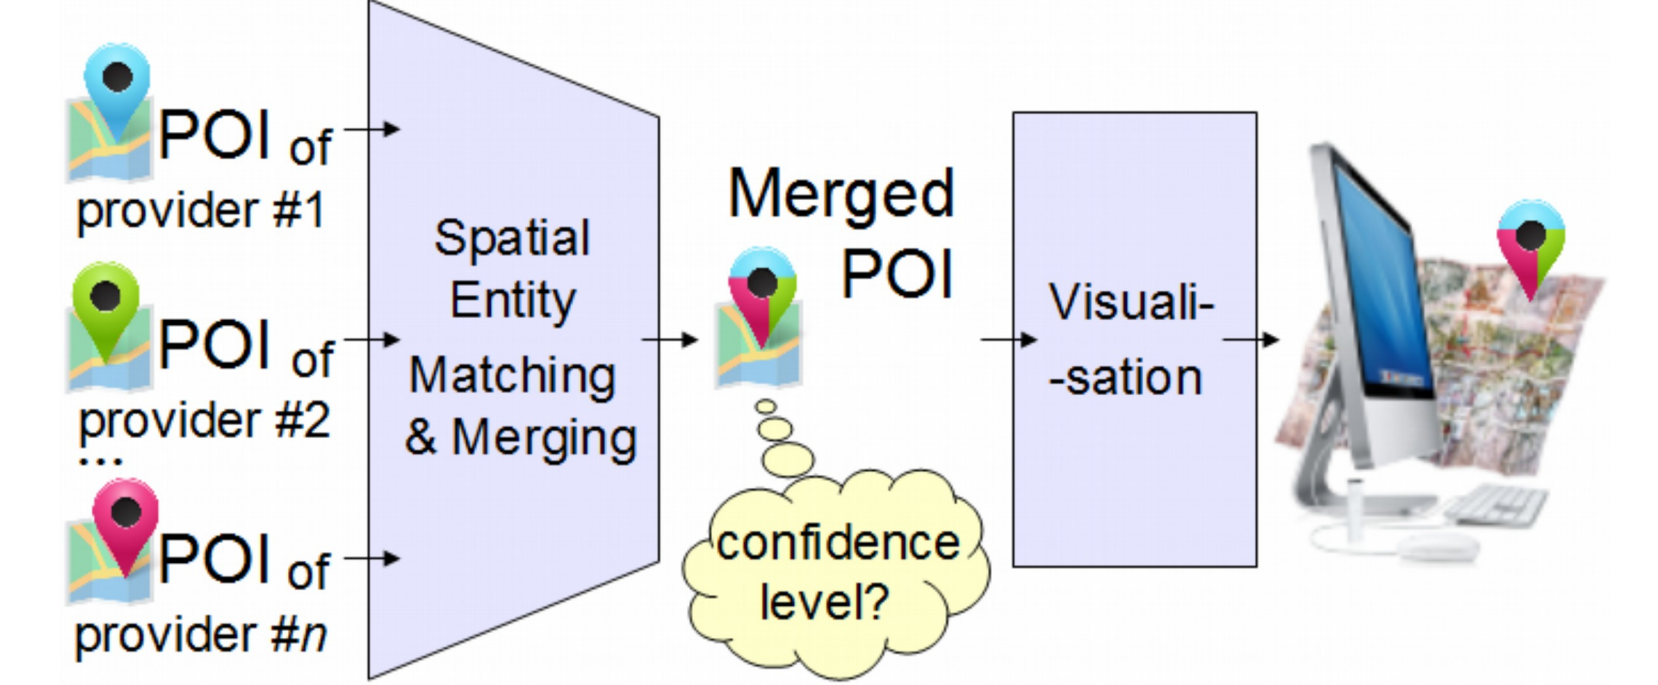 POI of
provider #1
POI of
provider #2
...
POI of
provider #n
Spatial
Entity
Matching
& Merging
Merged
POI
confidence
level?
Visuali-
-sation